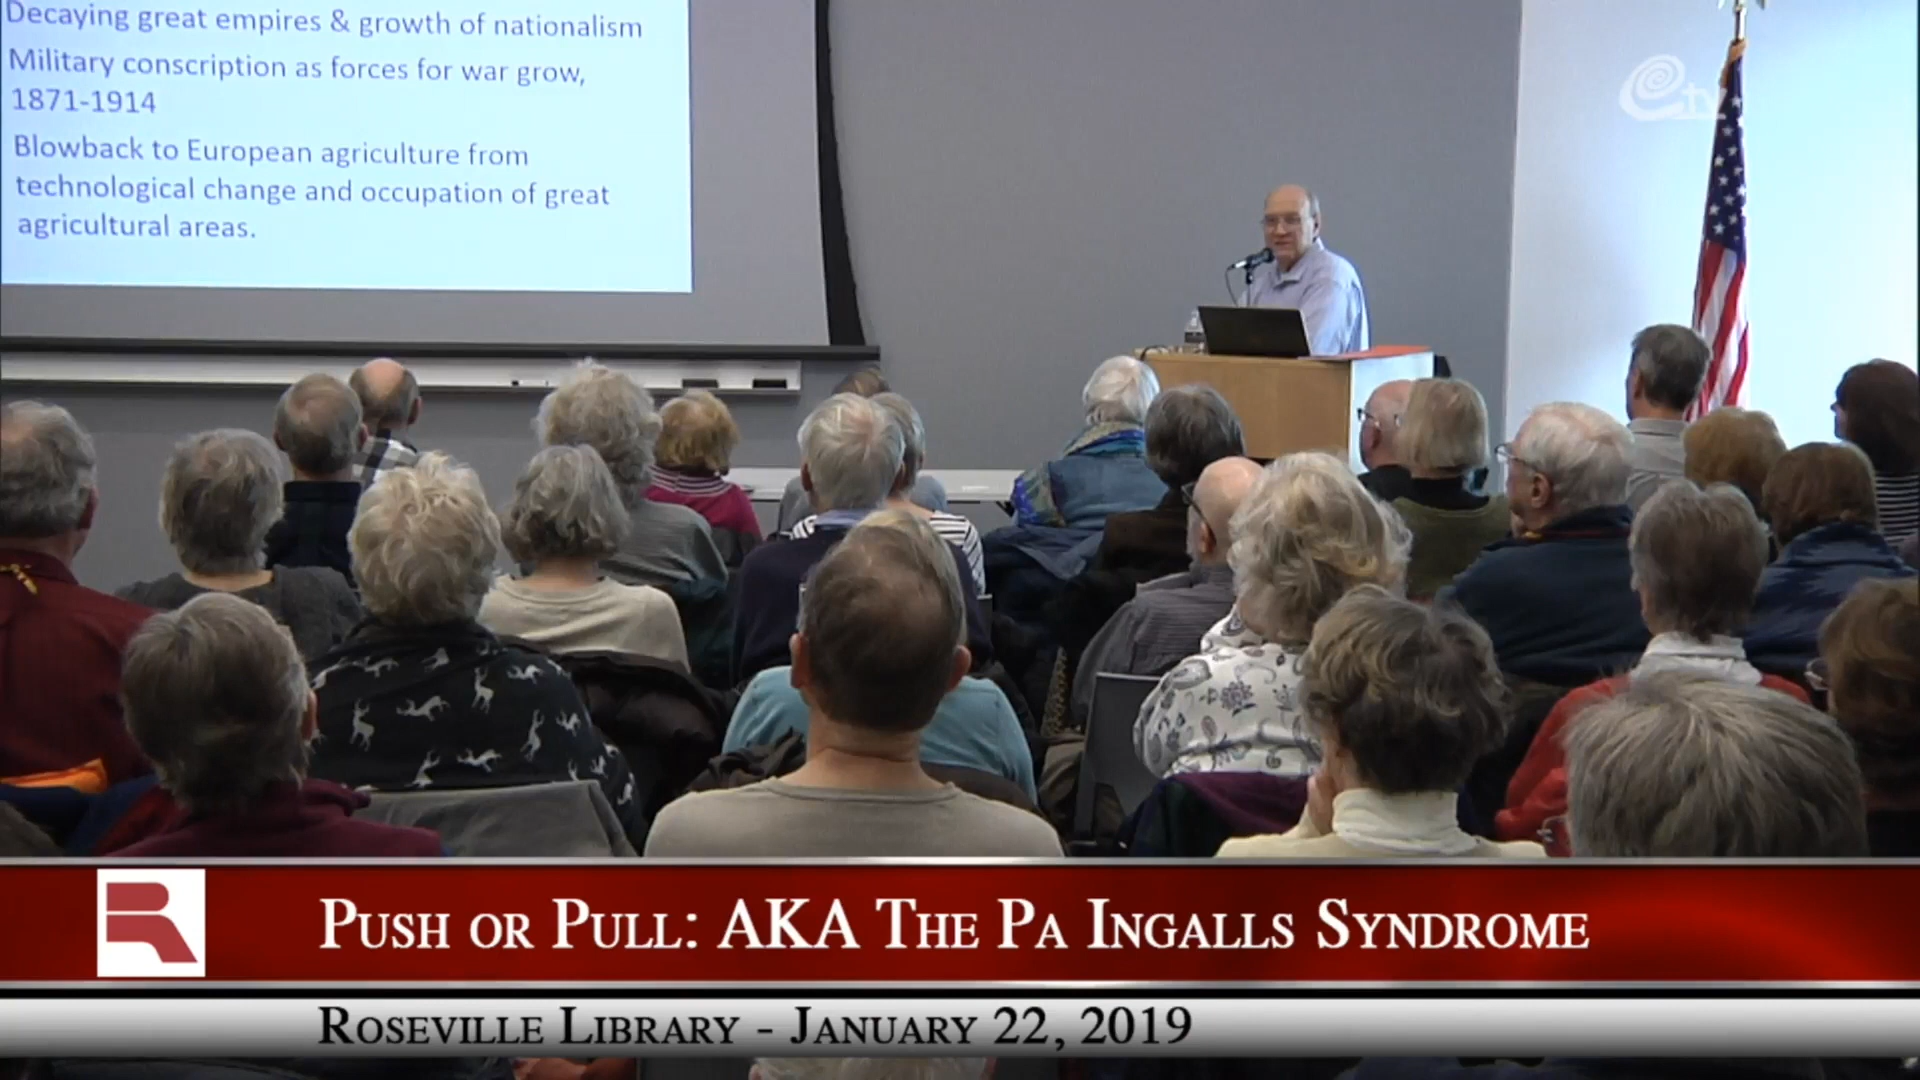 Decaying great empires & growth of nationalism
Military conscription as forces for war grow,
1871-1914
Blowback to European agriculture from
technological change and occupation of great
agricultural areas.
etv
R
Push or Pull: AKA The Pa Ingalls Syndrome
Roseville Library - January 22, 2019